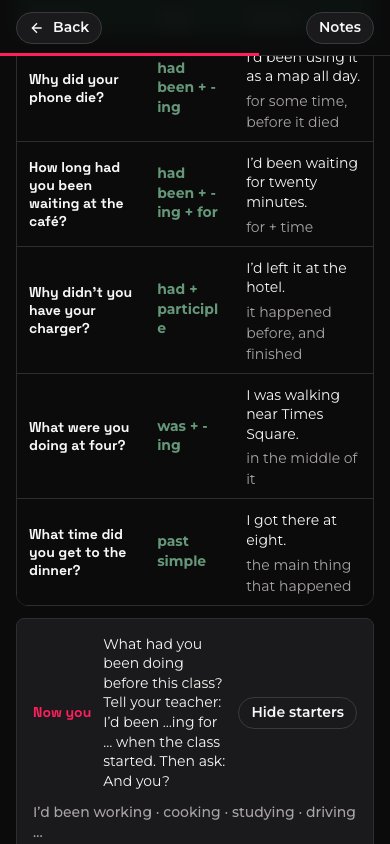 ← Back
Notes
Why did your
phone die?
had
been + -
ing
I'd been using it
as a map all day.
for some time,
before it died
How long had
you been
waiting at the
café?
had
been + -
ing + for
I'd been waiting
for twenty
minutes.
for + time
Why didn't you
have your
charger?
had +
participl
e
I'd left it at the
hotel.
it happened
before, and
finished
What were you
doing at four?
was + -
ing
I was walking
near Times
Square.
in the middle of
it
What time did
you get to the
dinner?
past
simple
I got there at
eight.
the main thing
that happened
Now you
What had you
been doing
before this class?
Tell your teacher:
I'd been …ing for
… when the class
started. Then ask:
And you?
Hide starters
I'd been working · cooking · studying · driving
…